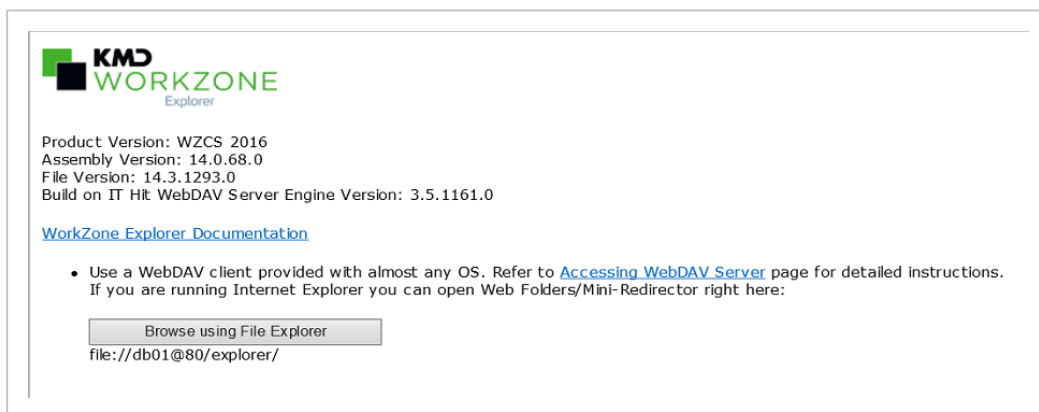 KMD
WORKZONE
Explorer
Product Version: WZCS 2016
Assembly Version: 14.0.68.0
File Version: 14.3.1293.0
Build on IT Hit WebDAV Server Engine Version: 3.5.1161.0
WorkZone Explorer Documentation
• Use a WebDAV client provided with almost any OS. Refer to Accessing WebDAV Server page for detailed instructions.
If you are running Internet Explorer you can open Web Folders/Mini-Redirector right here:
Browse using File Explorer
file://db01@80/explorer/